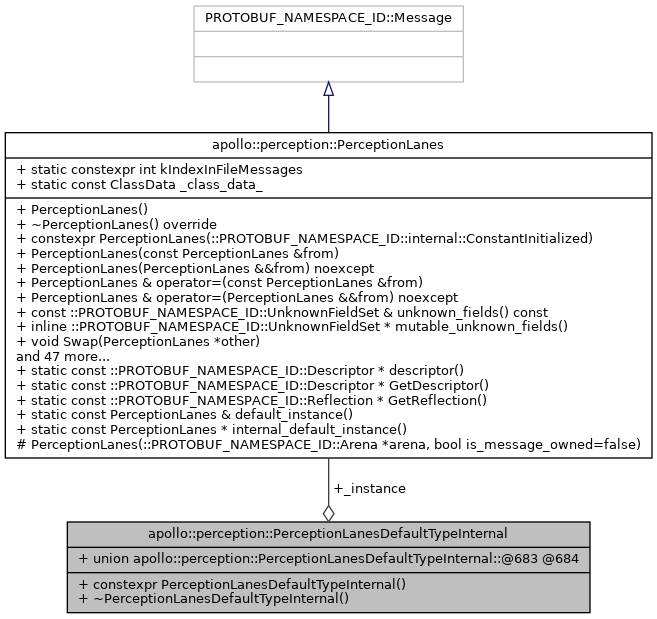 PROTOBUF_NAMESPACE_ID::Message
apollo::perception::PerceptionLanes
+ static constexpr int kIndexInFileMessages
+ static const ClassData _class_data_
+ PerceptionLanes()
+ ~PerceptionLanes() override
+ constexpr PerceptionLanes(::PROTOBUF_NAMESPACE_ID::internal::ConstantInitialized)
+ PerceptionLanes(const PerceptionLanes &from)
+ PerceptionLanes(PerceptionLanes &&from) noexcept
+ PerceptionLanes & operator=(const PerceptionLanes &from)
+ PerceptionLanes & operator=(PerceptionLanes &&from) noexcept
+ const ::PROTOBUF_NAMESPACE_ID::UnknownFieldSet & unknown_fields() const
+ inline ::PROTOBUF_NAMESPACE_ID::UnknownFieldSet * mutable_unknown_fields()
+ void Swap(PerceptionLanes *other)
and 47 more...
+ static const ::PROTOBUF_NAMESPACE_ID::Descriptor * descriptor()
+ static const ::PROTOBUF_NAMESPACE_ID::Descriptor * GetDescriptor()
+ static const ::PROTOBUF_NAMESPACE_ID::Reflection * GetReflection()
+ static const PerceptionLanes & default_instance()
+ static const PerceptionLanes * internal_default_instance()
# PerceptionLanes(::PROTOBUF_NAMESPACE_ID::Arena *arena, bool is_message_owned=false)
+_instance
apollo::perception::PerceptionLanesDefaultTypeInternal
+ union apollo::perception::PerceptionLanesDefaultTypeInternal::@683 @684
+ constexpr PerceptionLanesDefaultTypeInternal()
+ ~PerceptionLanesDefaultTypeInternal()